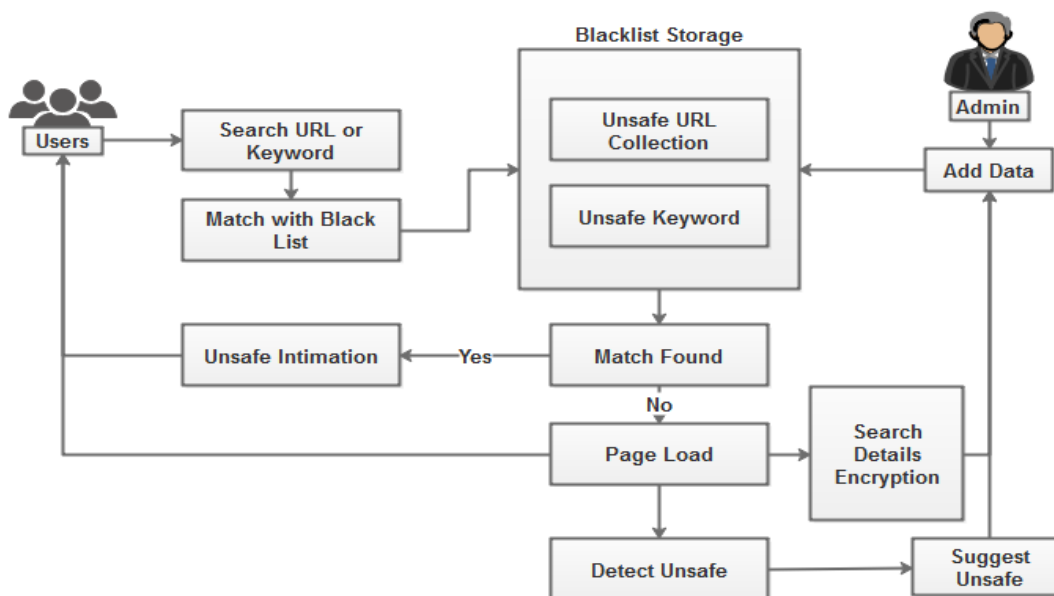 Blacklist Storage
Users
Search URL or
Keyword
Match with Black
List
Unsafe URL
Collection
Unsafe Keyword
Admin
Add Data
Unsafe Intimation
Yes
Match Found
No
Page Load
Search
Details
Encryption
Detect Unsafe
Suggest
Unsafe